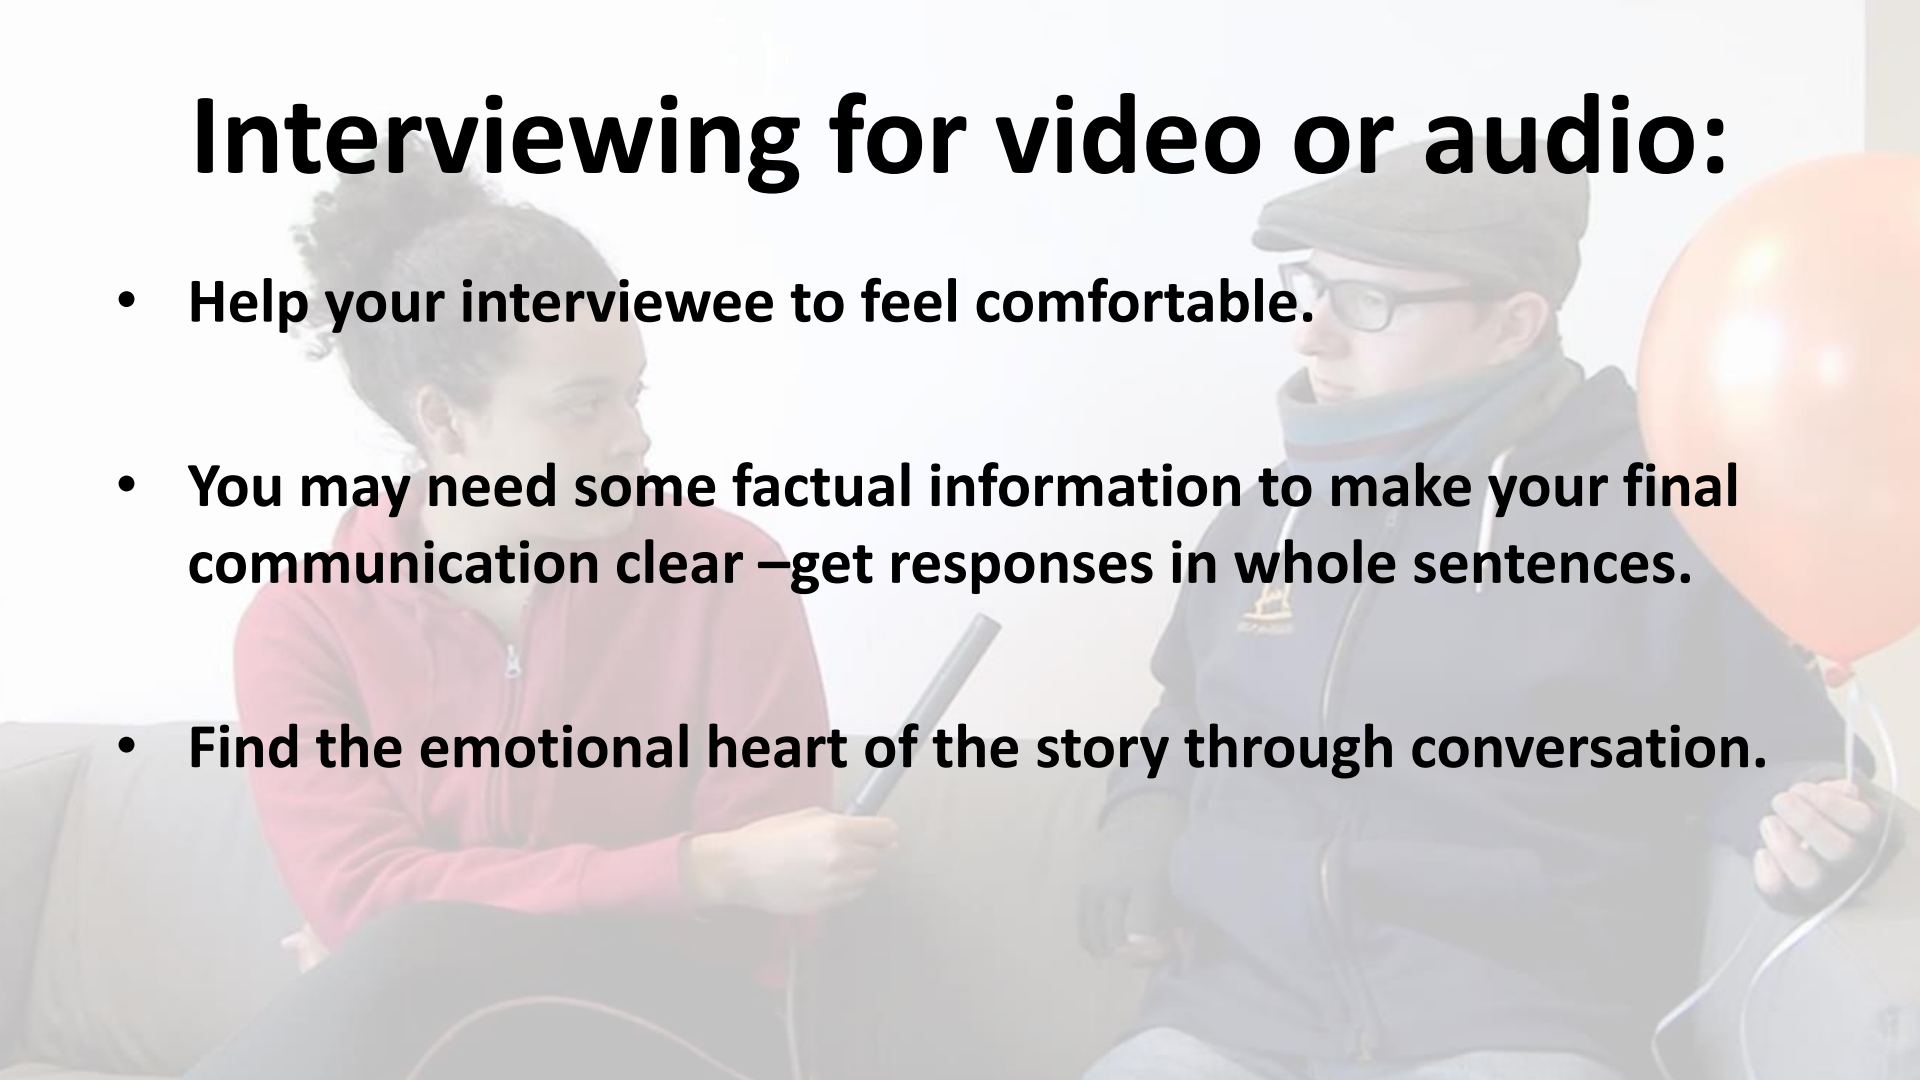 Interviewing for video or audio:
• Help your interviewee to feel comfortable.
• You may need some factual information to make your final
communication clear –get responses in whole sentences.
• Find the emotional heart of the story through conversation.